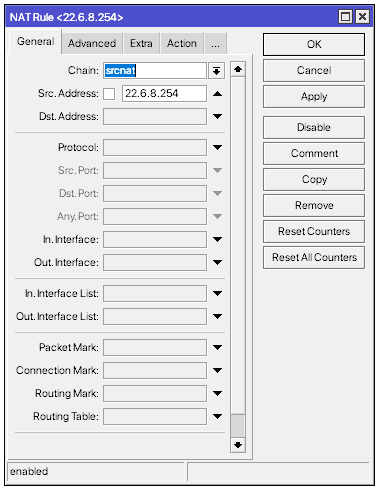 NAT Rule <22.6.8.254>
General Advanced Extra Action ...
Chain: srcnat
Src. Address: 22.6.8.254
Dst. Address:
Protocol:
Src. Port:
Dst. Port:
Any. Port:
In. Interface:
Out. Interface:
In. Interface List:
Out. Interface List:
Packet Mark:
Connection Mark:
Routing Mark:
Routing Table:
OK
Cancel
Apply
Disable
Comment
Copy
Remove
Reset Counters
Reset All Counters
enabled